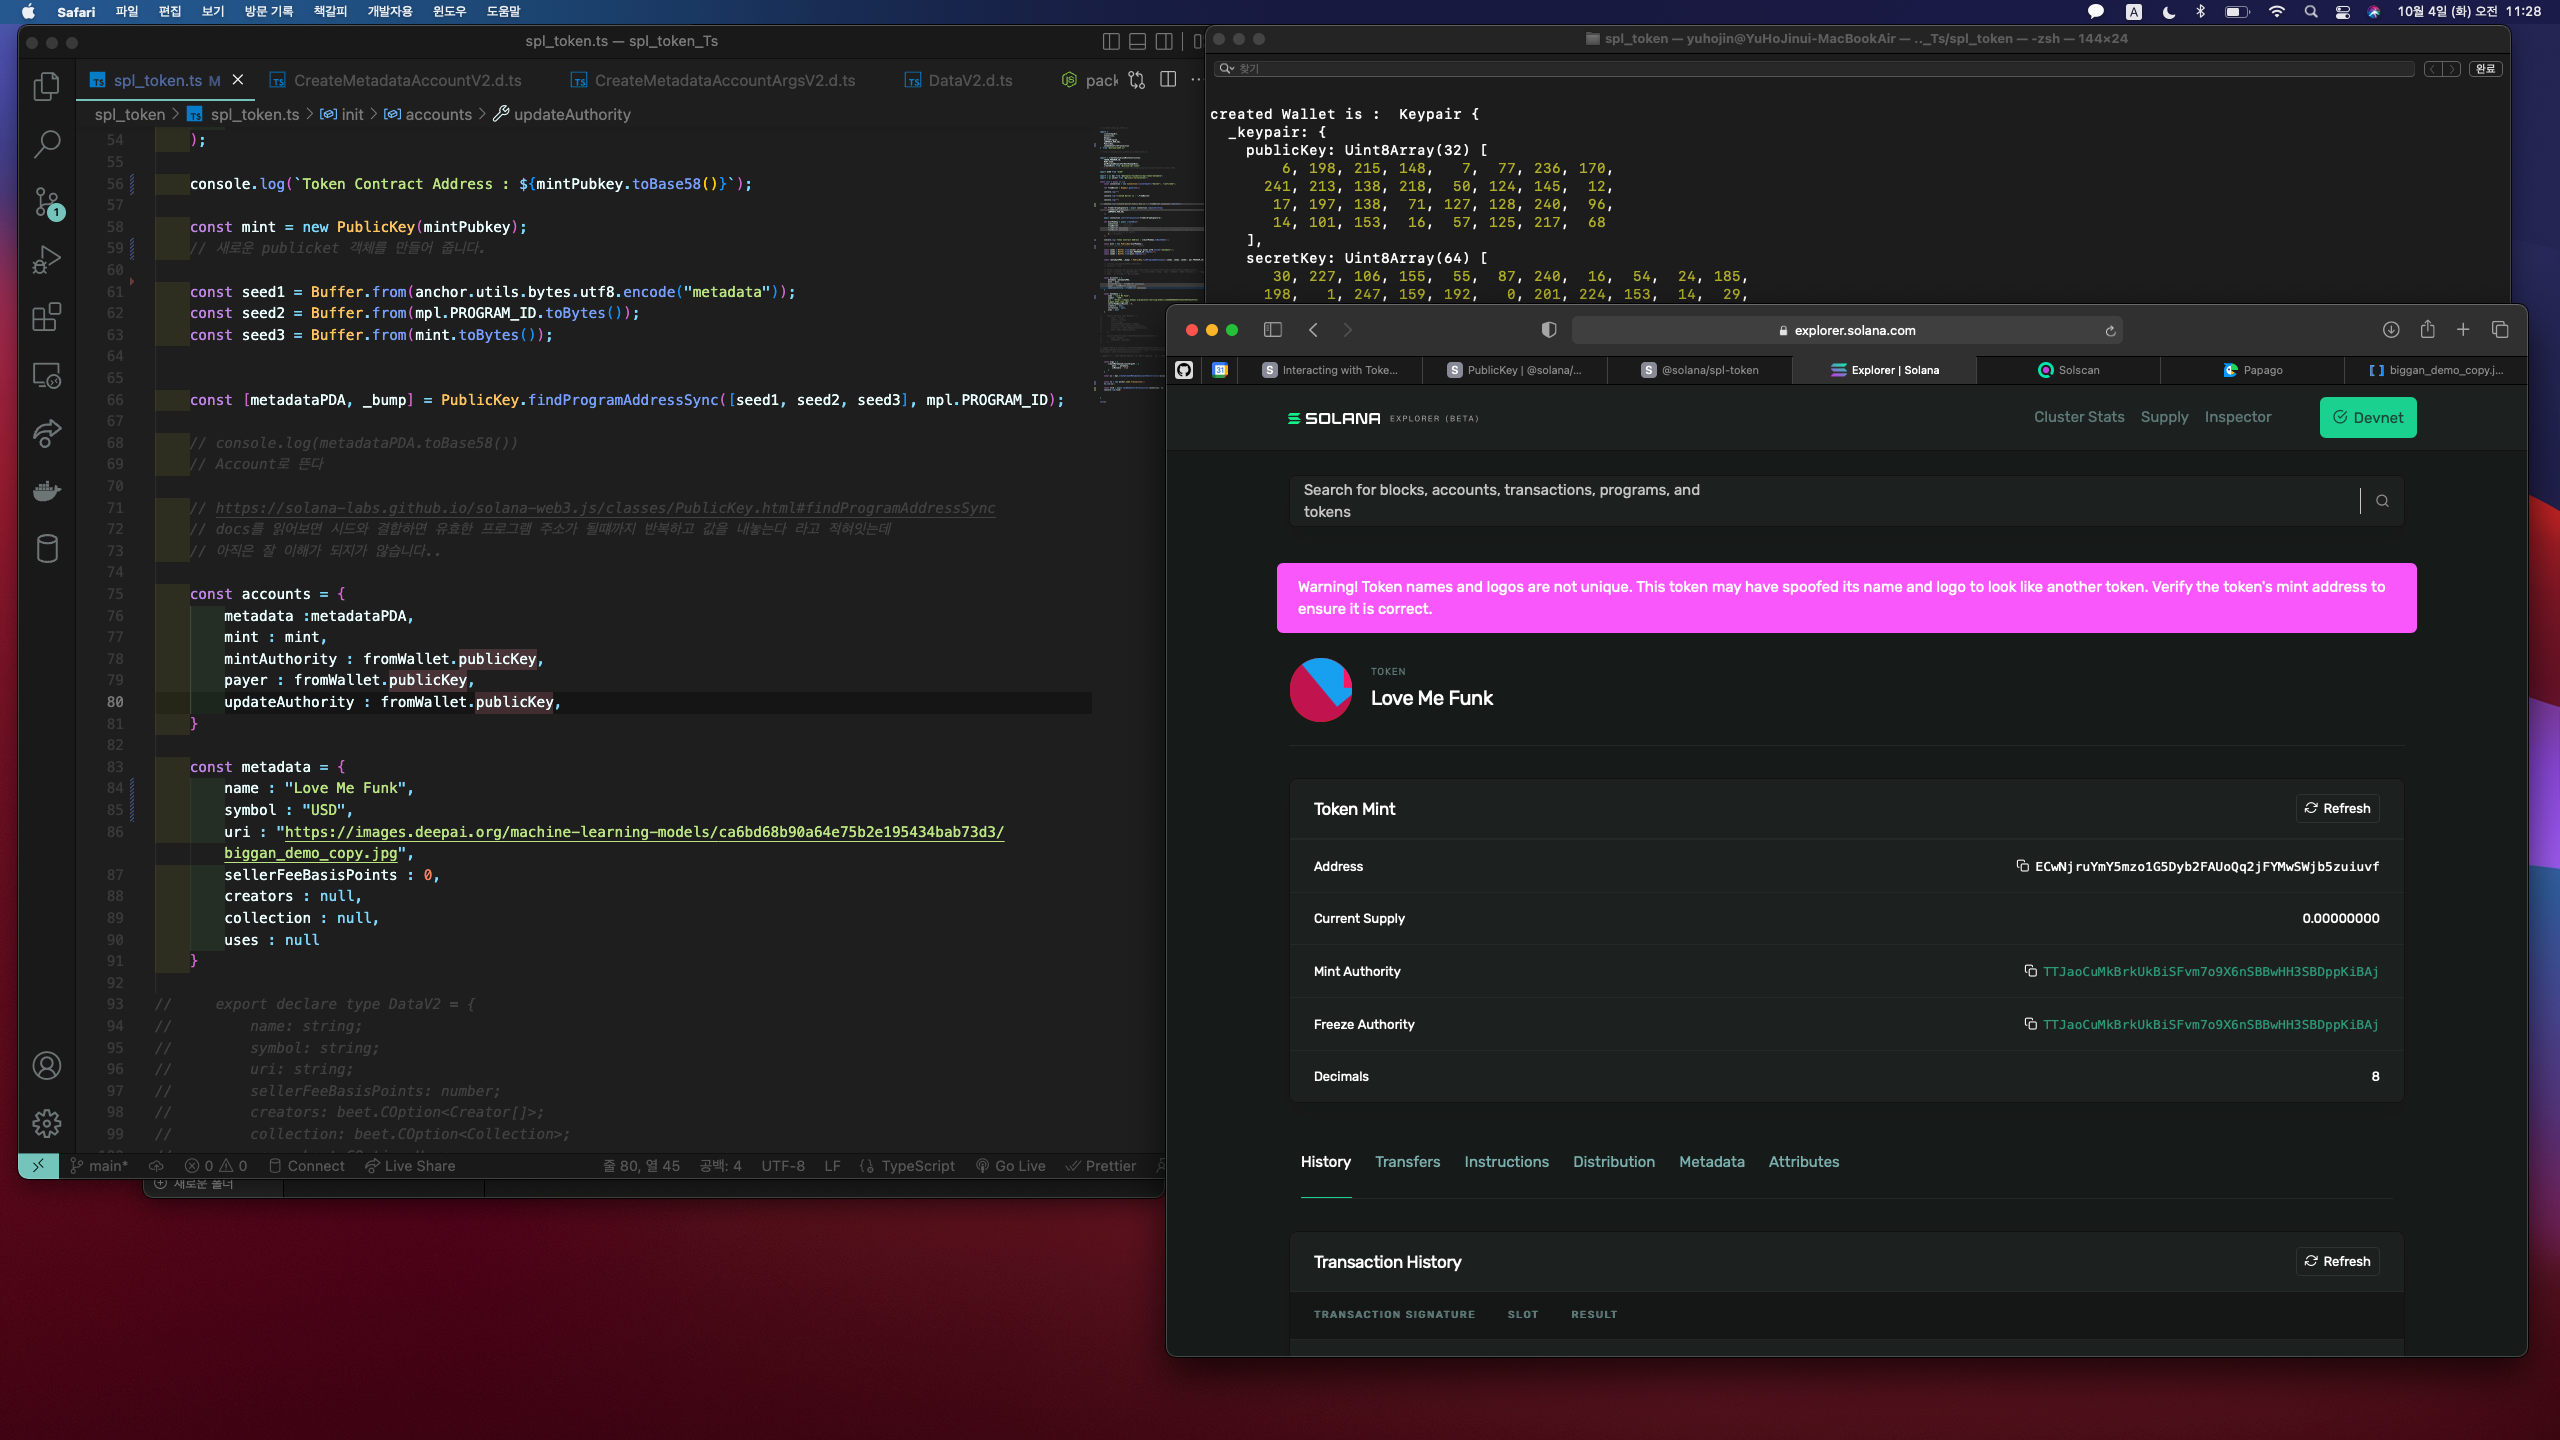 Safari 파일 편집 보기 방문 기록 책갈피 개발자용 윈도우 도움말
A 10월 4일 (화) 오전 11:28
spl_token.ts — spl_token_Ts
spl_token.ts M CreateMetadataAccountV2.d.ts CreateMetadataAccountArgsV2.d.ts DataV2.d.ts pack
spl_token > spl_token.ts > init > accounts > updateAuthority
54 );
55
56 console.log(`Token Contract Address : ${mintPubkey.toBase58()}`);
57
58 const mint = new PublicKey(mintPubkey);
59 // 새로운 publicket 객체를 만들어 줍니다.
60
61 const seed1 = Buffer.from(anchor.utils.bytes.utf8.encode("metadata"));
62 const seed2 = Buffer.from(mpl.PROGRAM_ID.toBytes());
63 const seed3 = Buffer.from(mint.toBytes());
64
65
66 const [metadataPDA, _bump] = PublicKey.findProgramAddressSync([seed1, seed2, seed3], mpl.PROGRAM_ID);
67
68 // console.log(metadataPDA.toBase58())
69 // Account로 뜬다
70
71 // https://solana-labs.github.io/solana-web3.js/classes/PublicKey.html#findProgramAddressSync
72 // docs를 읽어보면 시드와 결합하면 유효한 프로그램 주소가 될때까지 반복하고 값을 내놓는다 라고 적혀잇는데
73 // 아직은 잘 이해가 되지가 않습니다..
74
75 const accounts = {
76 metadata :metadataPDA,
77 mint : mint,
78 mintAuthority : fromWallet.publicKey,
79 payer : fromWallet.publicKey,
80 updateAuthority : fromWallet.publicKey,
81 }
82
83 const metadata = {
84 name : "Love Me Funk",
85 symbol : "USD",
86 uri : "https://images.deepai.org/machine-learning-models/ca6bd68b90a64e75b2e195434bab73d3/
biggan_demo_copy.jpg",
87 sellerFeeBasisPoints : 0,
88 creators : null,
89 collection : null,
90 uses : null
91 }
92
93 // export declare type DataV2 = {
94 // name: string;
95 // symbol: string;
96 // uri: string;
97 // sellerFeeBasisPoints: number;
98 // creators: beet.COption<Creator[]>;
99 // collection: beet.COption<Collection>;
1
main* 0 0 Connect Live Share 줄 80, 열 45 공백: 4 UTF-8 LF {} TypeScript Go Live Prettier
새로운 폴더
spl_token — yuhojin@YuHoJinui-MacBookAir — .._Ts/spl_token — -zsh — 144×24
찾기 완료
created Wallet is : Keypair {
_keypair: {
publicKey: Uint8Array(32) [
6, 198, 215, 148, 7, 77, 236, 170,
241, 213, 138, 218, 50, 124, 145, 12,
17, 197, 138, 71, 127, 128, 240, 96,
14, 101, 153, 16, 57, 125, 217, 68
],
secretKey: Uint8Array(64) [
30, 227, 106, 155, 55, 87, 240, 16, 54, 24, 185,
198, 1, 247, 159, 192, 0, 201, 224, 153, 14, 29,
explorer.solana.com
31 S Interacting with Toke... S PublicKey | @solana/... S @solana/spl-token Explorer | Solana Solscan Papago [ ] biggan_demo_copy.j...
SOLANA EXPLORER (BETA) Cluster Stats Supply Inspector Devnet
Search for blocks, accounts, transactions, programs, and
tokens
Warning! Token names and logos are not unique. This token may have spoofed its name and logo to look like another token. Verify the token's mint address to
ensure it is correct.
TOKEN
Love Me Funk
Token Mint Refresh
Address ECwNjruYmY5mzo1G5Dyb2FAUoQq2jFYMwSWjb5zuiuvf
Current Supply 0.00000000
Mint Authority TTJaoCuMkBrkUkBiSFvm7o9X6nSBBwHH3SBDppKiBAj
Freeze Authority TTJaoCuMkBrkUkBiSFvm7o9X6nSBBwHH3SBDppKiBAj
Decimals 8
History Transfers Instructions Distribution Metadata Attributes
Transaction History Refresh
TRANSACTION SIGNATURE SLOT RESULT